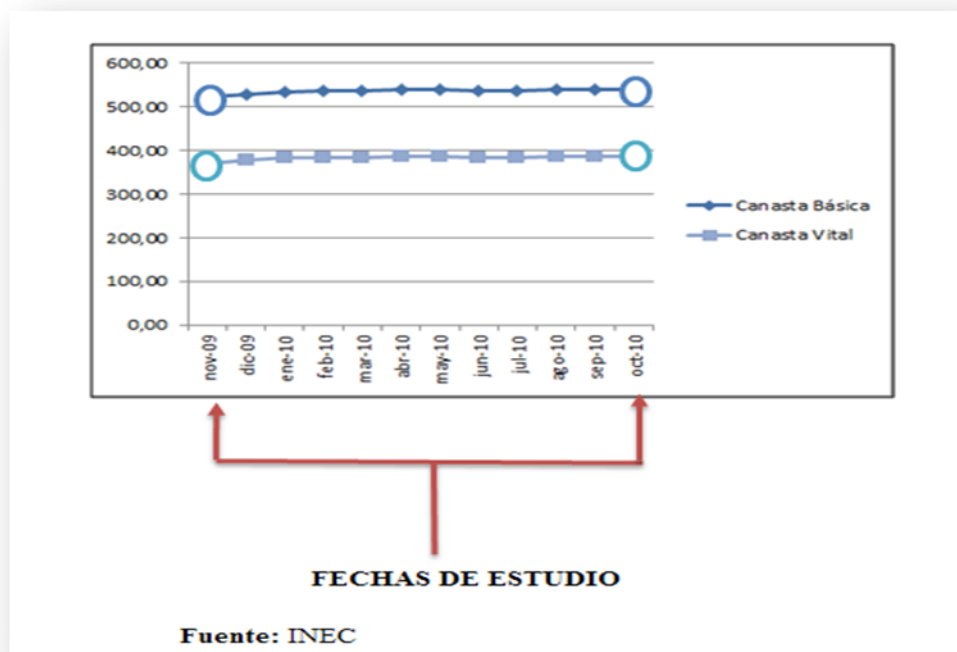 600,00
500,00
400,00
300,00
200,00
100,00
0,00
nov-09
dic-09
ene-10
feb-10
mar-10
abr-10
may-10
jun-10
jul-10
ago-10
sep-10
oct-10
Canasta Básica
Canasta Vital
FECHAS DE ESTUDIO
Fuente: INEC